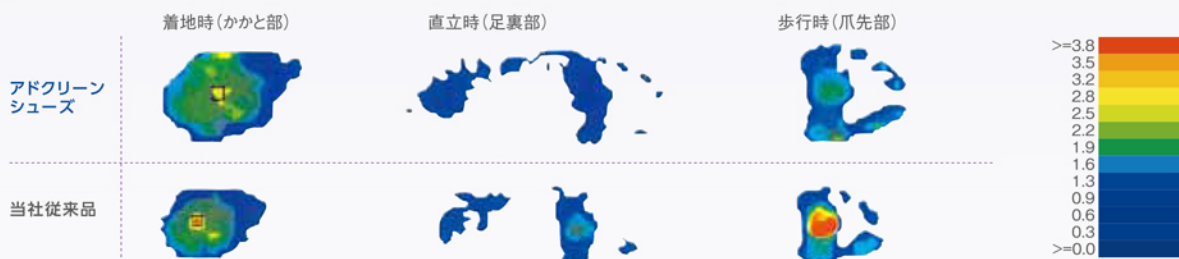 着地時（かかと部）
直立時（足裏部）
歩行時（爪先部）
アドクリーン
シューズ
当社従来品
>=3.8
3.5
3.2
2.8
2.5
2.2
1.9
1.6
1.3
0.9
0.6
0.3
>=0.0